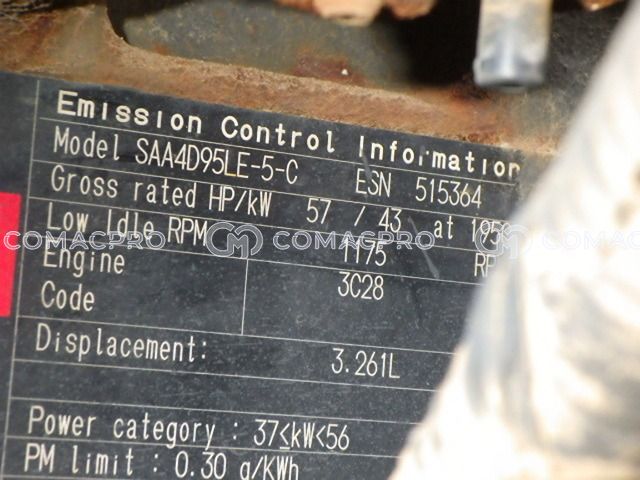 Emission Control Information
Model SAA4D95LE-5-C ESN 515364
Gross rated HP/kW 57 / 43 at
Low Idle RPM 1175
COMACPRO COMACPRO COMACPRO
Engine Code 3C28
Displacement: 3.261L
Power category : 37≤kW<56
PM limit : 0.30 g/KWh